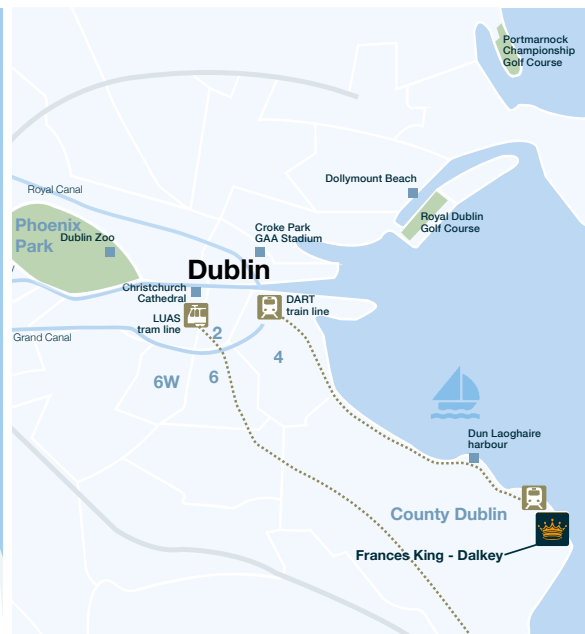 Portmarnock
Championship
Golf Course
Dollymount Beach
Royal Canal
Royal Dublin
Golf Course
Phoenix
Park
Dublin Zoo
Croke Park
GAA Stadium
Dublin
Christchurch
Cathedral
DART
train line
LUAS
tram line
Grand Canal
2
4
6
6W
Dun Laoghaire
harbour
County Dublin
Frances King - Dalkey